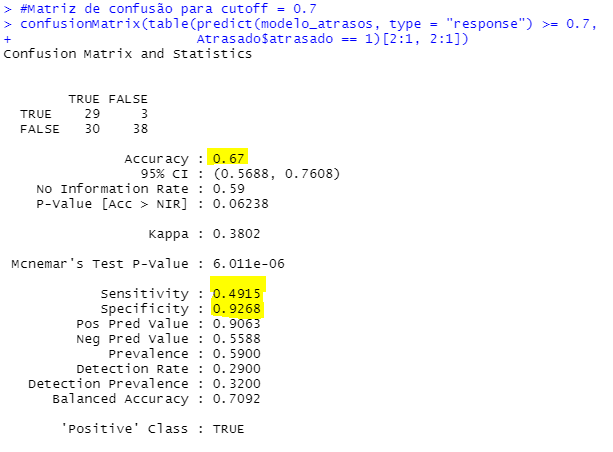 > #Matriz de confusão para cutoff = 0.7
> confusionMatrix(table(predict(modelo_atrasos, type = "response") >= 0.7,
+                       Atrasado$atrasado == 1)[2:1, 2:1])
Confusion Matrix and Statistics

        TRUE FALSE
  TRUE    29     3
  FALSE   30    38

               Accuracy : 0.67
                 95% CI : (0.5688, 0.7608)
    No Information Rate : 0.59
    P-Value [Acc > NIR] : 0.06238

                  Kappa : 0.3802

 Mcnemar's Test P-Value : 6.011e-06

            Sensitivity : 0.4915
            Specificity : 0.9268
         Pos Pred Value : 0.9063
         Neg Pred Value : 0.5588
             Prevalence : 0.5900
         Detection Rate : 0.2900
   Detection Prevalence : 0.3200
      Balanced Accuracy : 0.7092

       'Positive' Class : TRUE